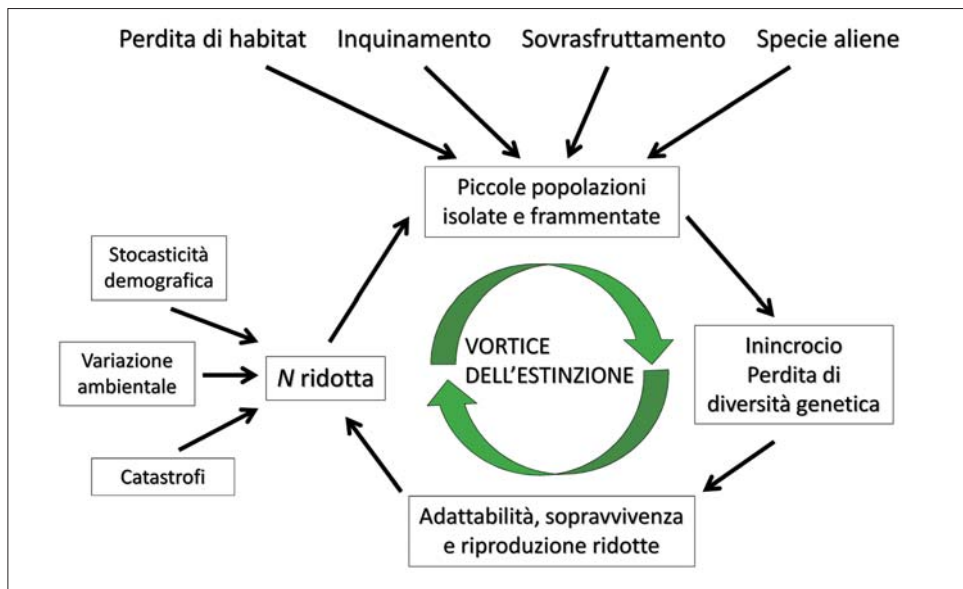 Perdita di habitat Inquinamento Sovrasfruttamento Specie aliene
Piccole popolazioni
isolate e frammentate
Stocasticità
demografica
Variazione
ambientale
Catastrofi
N ridotta
VORTICE
DELL'ESTINZIONE
Inincrocio
Perdita di
diversità genetica
Adattabilità, sopravvivenza
e riproduzione ridotte